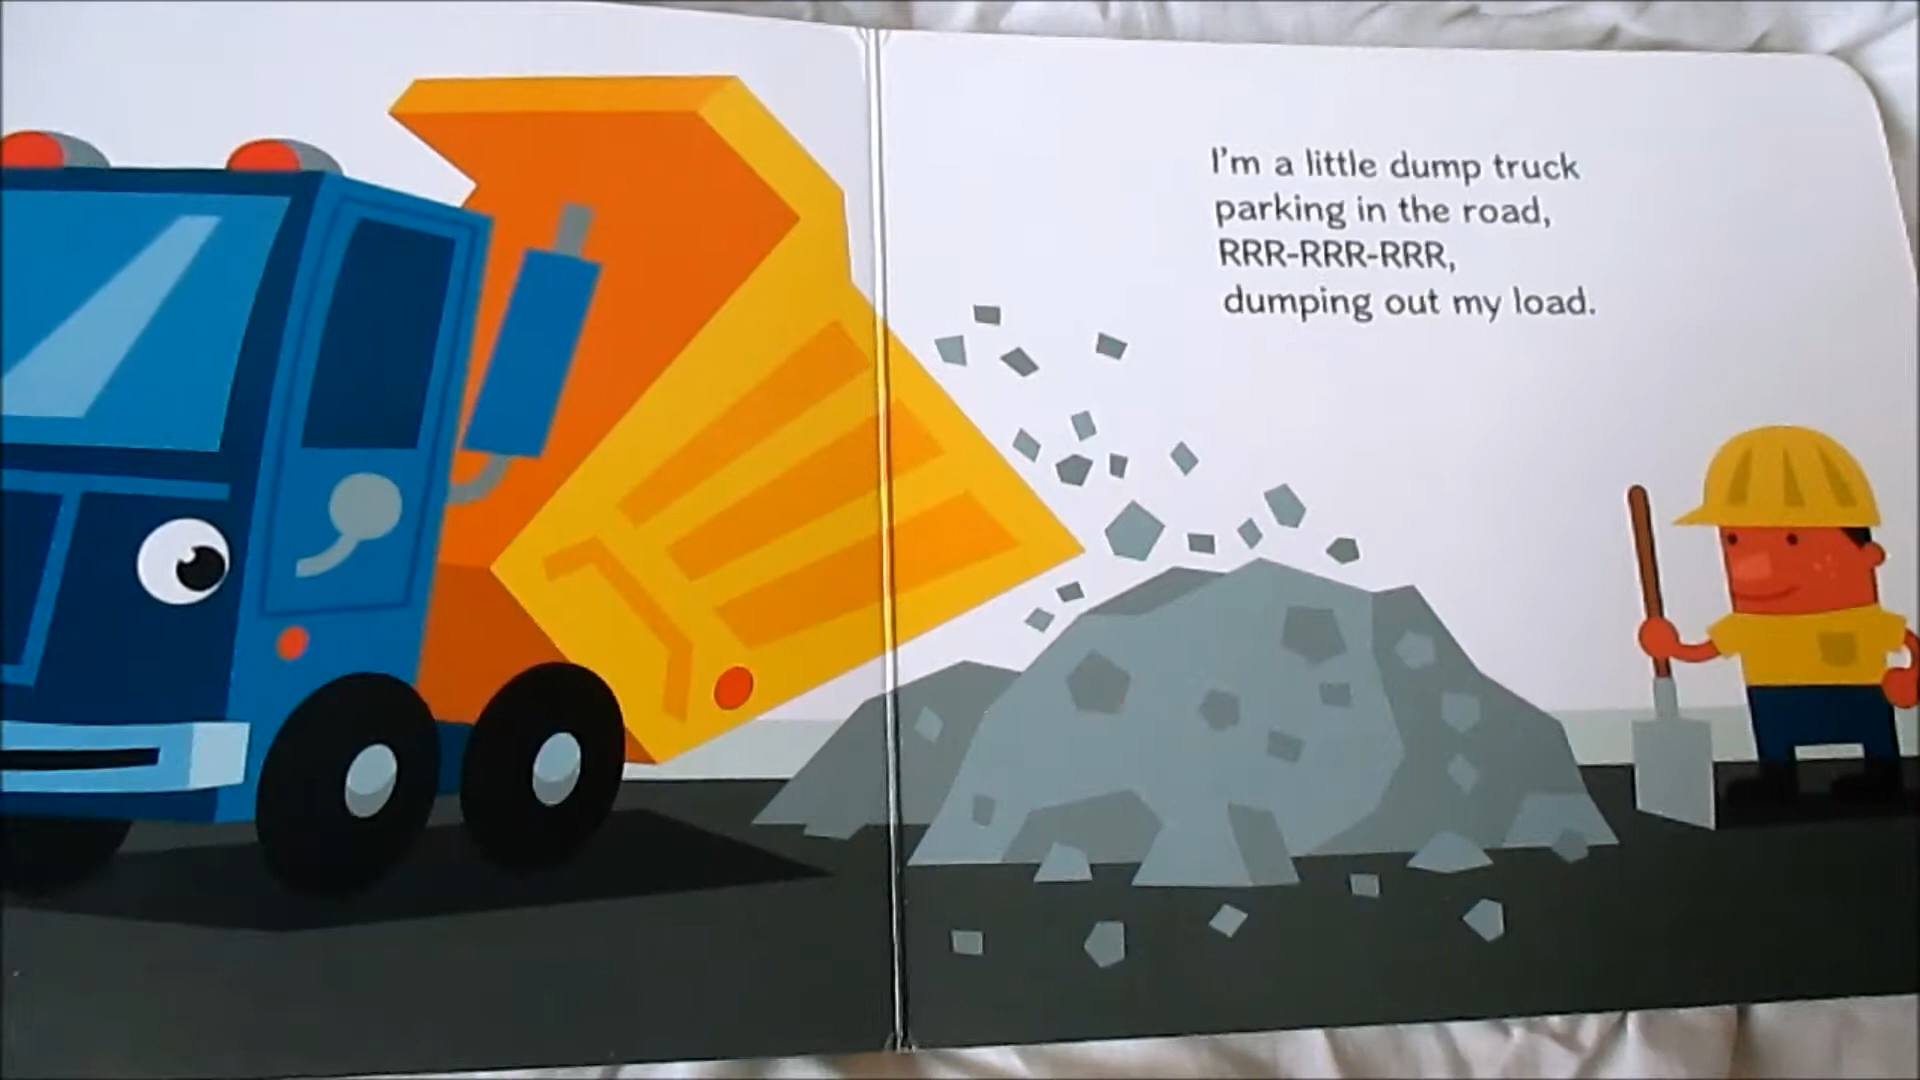 I'm a little dump truck
parking in the road,
RRR-RRR-RRR,
dumping out my load.